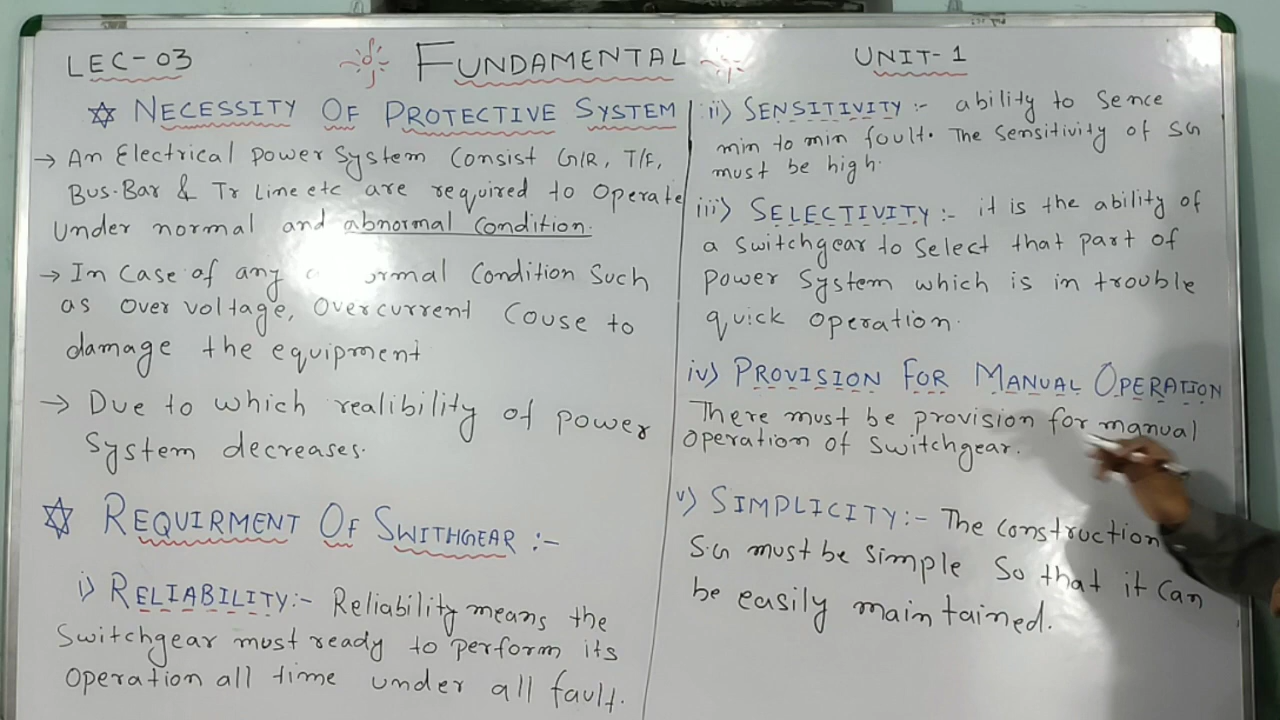 LEC-03
FUNDAMENTAL
UNIT-1
NECESSITY OF PROTECTIVE SYSTEM
→ An Electrical power System Consist G/R, T/F,
Bus-Bar & Tr Line etc are required to Operate
Under normal and abnormal Condition.
→ In Case of any ormal Condition Such
as over voltage, overcurrent Couse to
damage the equipment
→ Due to which realibility of power
System decreases.
REQUIRMENT OF SWITHGEAR :-
i) RELIABILITY:- Reliability means the
Switchgear must ready to perform its
Operation all time under all fault.
ii) SENSITIVITY :- ability to Sence
min to min foult. The Sensitivity of SG
must be high.
iii) SELECTIVITY :- it is the ability of
a Switchgear to Select that part of
Power System which is in trouble
quick operation.
iv) PROVISION FOR MANUAL OPERATION
There must be provision for manual
Operation of Switchgear.
v) SIMPLICITY:- The construction
S.G must be Simple So that it Can
be easily maintained.